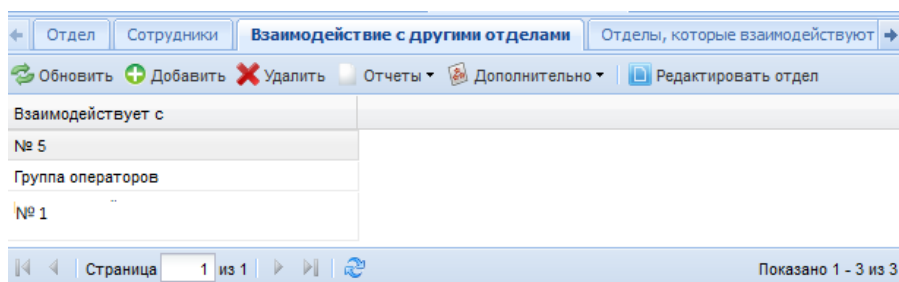 Отдел Сотрудники Взаимодействие с другими отделами Отделы, которые взаимодействуют
Обновить Добавить Удалить Отчеты Дополнительно Редактировать отдел
Взаимодействует с
№ 5
Группа операторов
№ 1
Страница 1 из 1 Показано 1 - 3 из 3